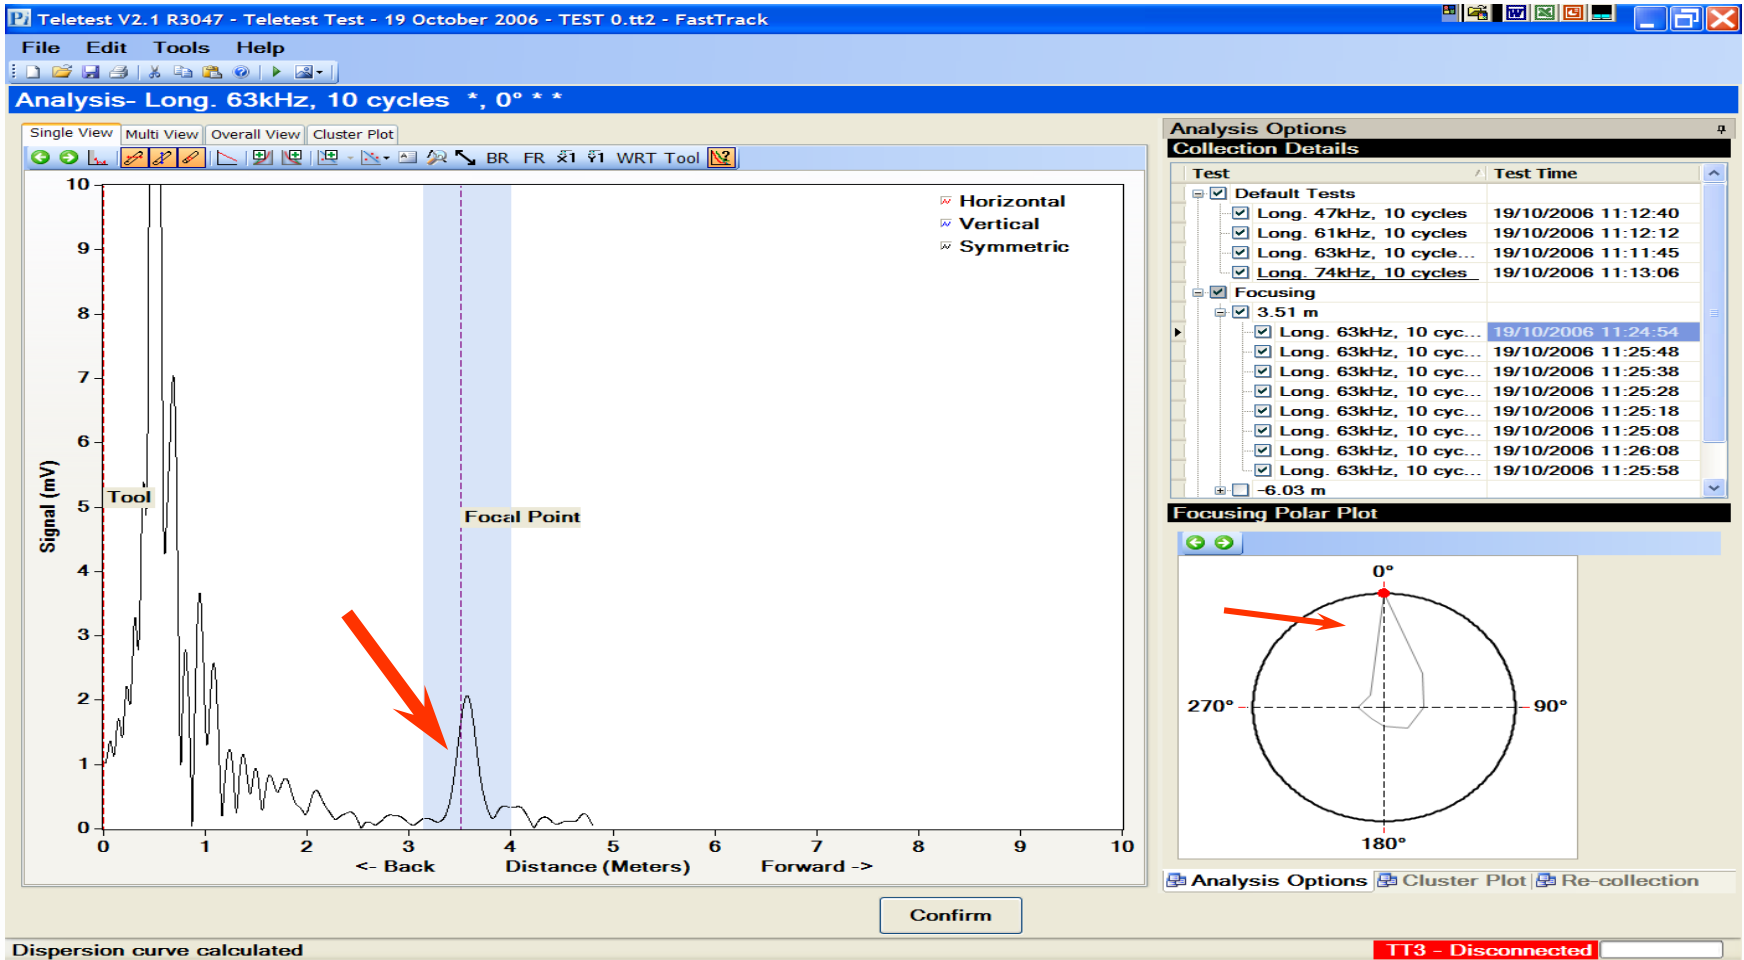 Teletest V2.1 R3047 - Teletest Test - 19 October 2006 - TEST 0.tt2 - FastTrack
File Edit Tools Help
Analysis- Long. 63kHz, 10 cycles *, 0° * *
Single View Multi View Overall View Cluster Plot
BR FR X1 Y1 WRT Tool
10
9
8
7
6
5
4
3
2
1
0
Signal (mV)
Horizontal
Vertical
Symmetric
Tool
Focal Point
0 1 2 3 4 5 6 7 8 9 10
<- Back Distance (Meters) Forward ->
Analysis Options
Collection Details
Test Test Time
Default Tests
Long. 47kHz, 10 cycles 19/10/2006 11:12:40
Long. 61kHz, 10 cycles 19/10/2006 11:12:12
Long. 63kHz, 10 cycle... 19/10/2006 11:11:45
Long. 74kHz, 10 cycles 19/10/2006 11:13:06
Focusing
3.51 m
Long. 63kHz, 10 cyc... 19/10/2006 11:24:54
Long. 63kHz, 10 cyc... 19/10/2006 11:25:48
Long. 63kHz, 10 cyc... 19/10/2006 11:25:38
Long. 63kHz, 10 cyc... 19/10/2006 11:25:28
Long. 63kHz, 10 cyc... 19/10/2006 11:25:18
Long. 63kHz, 10 cyc... 19/10/2006 11:25:08
Long. 63kHz, 10 cyc... 19/10/2006 11:26:08
Long. 63kHz, 10 cyc... 19/10/2006 11:25:58
-6.03 m
Focusing Polar Plot
0°
270° 90°
180°
Analysis Options Cluster Plot Re-collection
Confirm
Dispersion curve calculated
TT3 - Disconnected